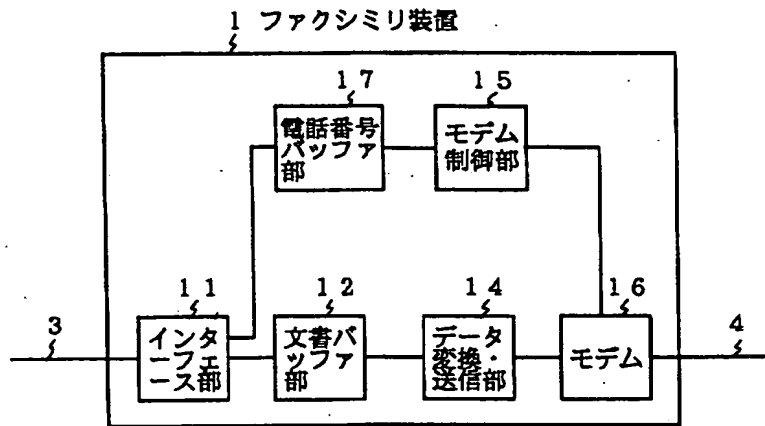 1 ファクシミリ装置
17
電話番号
バッファ
部
15
モデム
制御部
3
11
インタ
ーフェ
ース部
12
文書バ
ッファ
部
14
データ
変換・
送信部
16
モデム
4